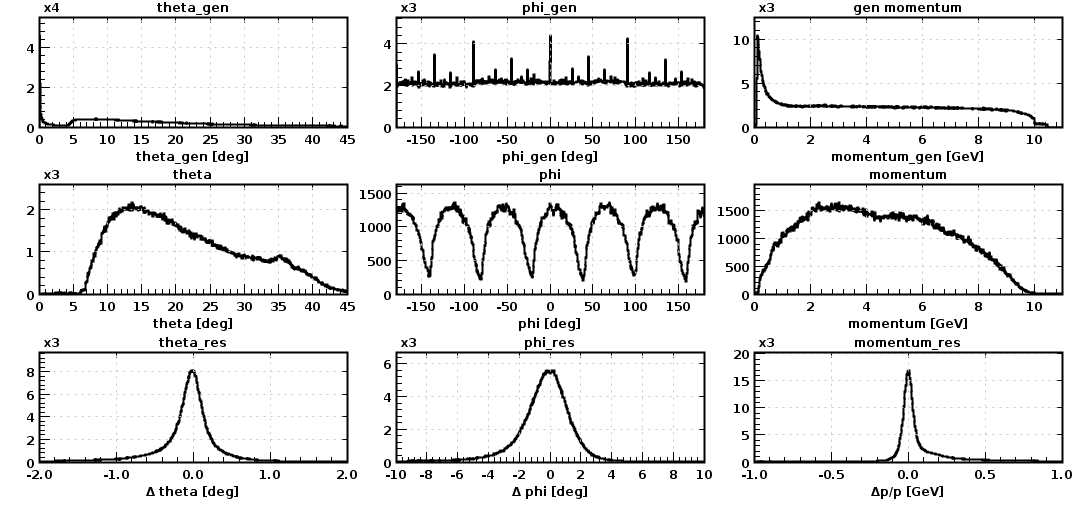 x4 theta_gen
4
2
0
0 5 10 15 20 25 30 35 40 45
theta_gen [deg]
x3 phi_gen
4
2
0
-150 -100 -50 0 50 100 150
phi_gen [deg]
x3 gen momentum
10
5
0
0 2 4 6 8 10
momentum_gen [GeV]
x3 theta
2
1
0
0 5 10 15 20 25 30 35 40 45
theta [deg]
phi
1500
1000
500
0
-150 -100 -50 0 50 100 150
phi [deg]
momentum
1500
1000
500
0
0 2 4 6 8 10
momentum [GeV]
x3 theta_res
8
6
4
2
0
-2.0 -1.0 0.0 1.0 2.0
Δ theta [deg]
x3 phi_res
6
4
2
0
-10 -8 -6 -4 -2 0 2 4 6 8 10
Δ phi [deg]
x3 momentum_res
20
15
10
5
0
-1.0 -0.5 0.0 0.5 1.0
Δp/p [GeV]